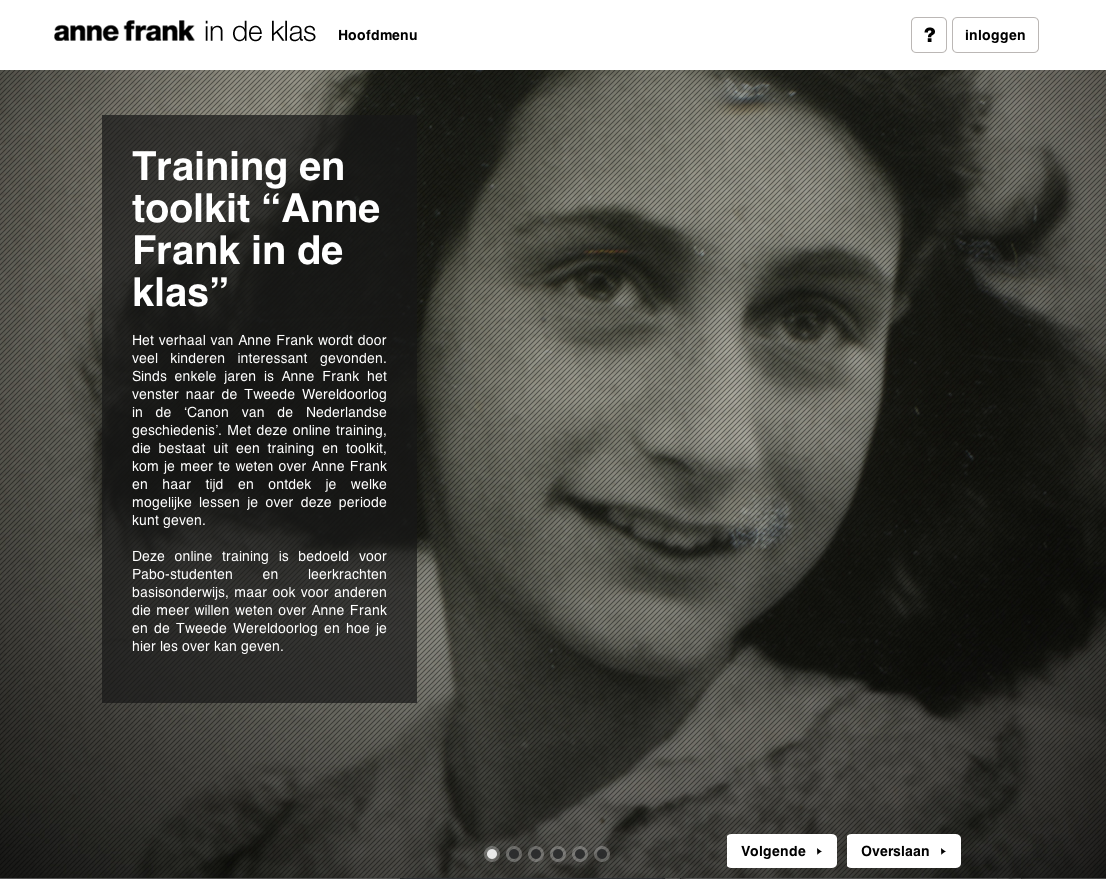 anne frank in de klas
Hoofdmenu
?
inloggen
Training en
toolkit “Anne
Frank in de
klas”
Het verhaal van Anne Frank wordt door
veel kinderen interessant gevonden.
Sinds enkele jaren is Anne Frank het
venster naar de Tweede Wereldoorlog
in de ‘Canon van de Nederlandse
geschiedenis’. Met deze online training,
die bestaat uit een training en toolkit,
kom je meer te weten over Anne Frank
en haar tijd en ontdek je welke
mogelijke lessen je over deze periode
kunt geven.
Deze online training is bedoeld voor
Pabo-studenten en leerkrachten
basisonderwijs, maar ook voor anderen
die meer willen weten over Anne Frank
en de Tweede Wereldoorlog en hoe je
hier les over kan geven.
Volgende
Overslaan